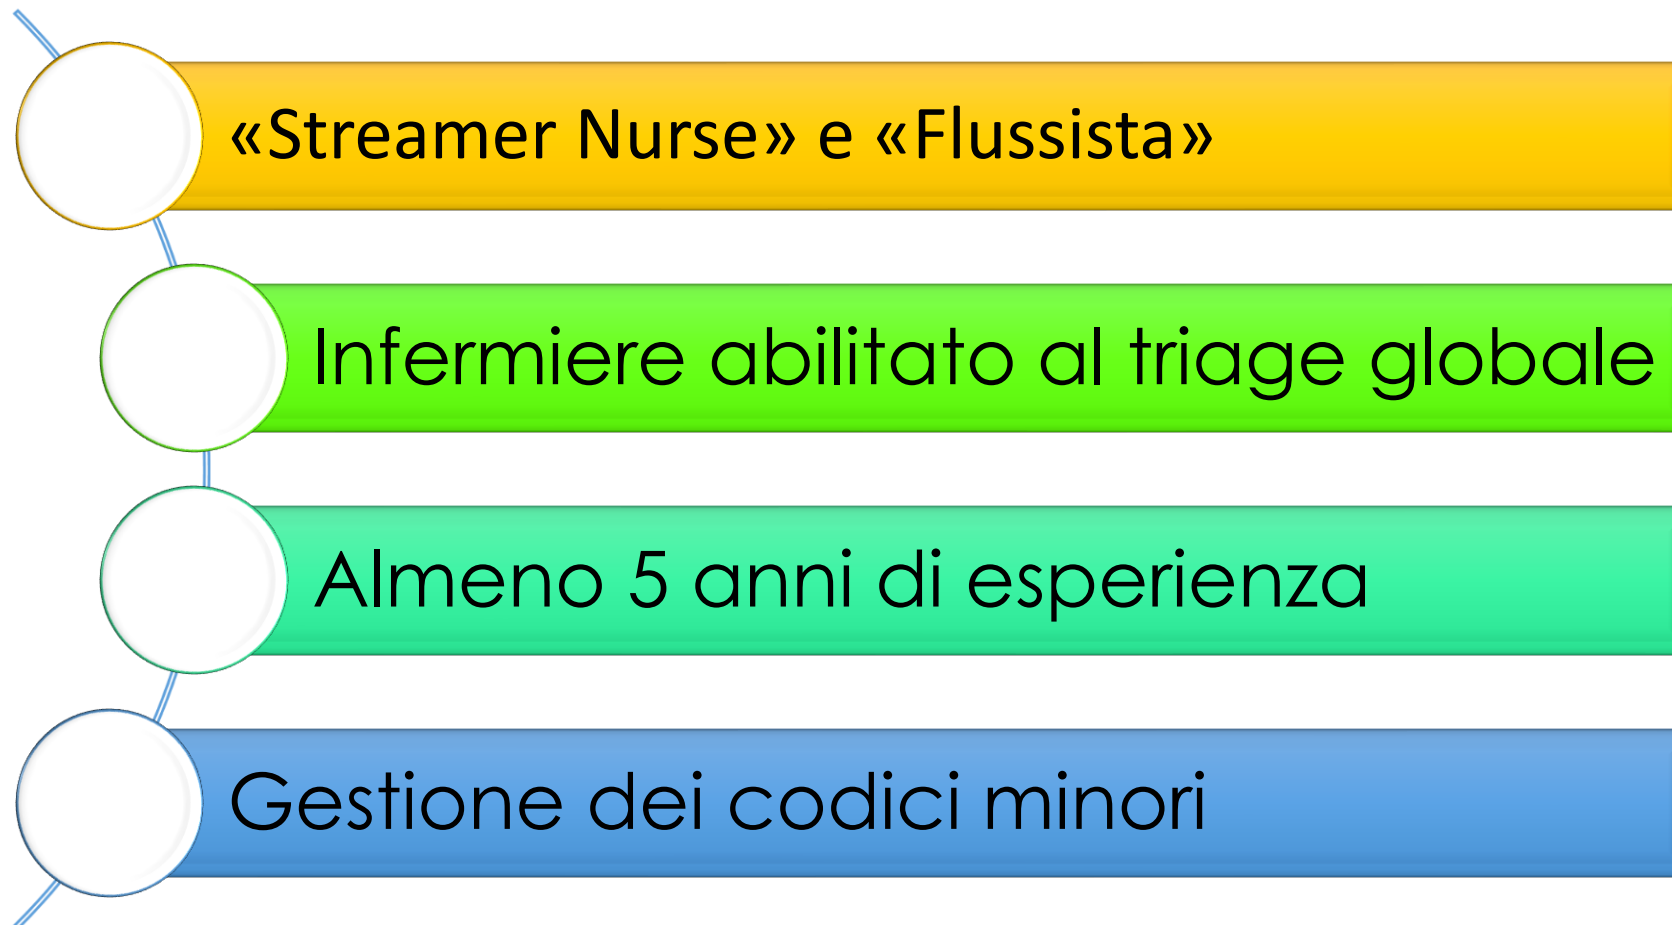 «Streamer Nurse» e «Flussista»
Infermiere abilitato al triage globale
Almeno 5 anni di esperienza
Gestione dei codici minori